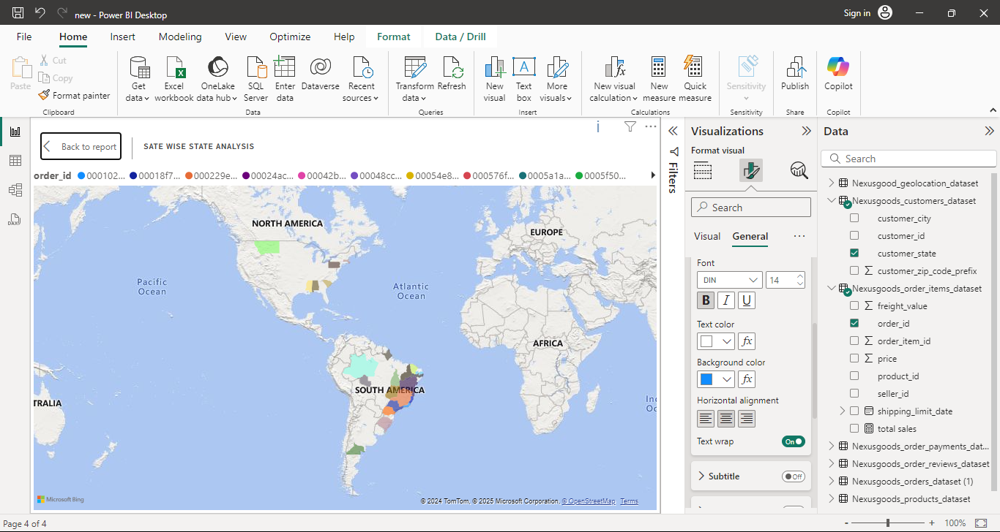 new - Power BI Desktop
Sign in
File Home Insert Modeling View Optimize Help Format Data / Drill
Paste
Cut
Copy
Format painter
Get data
Excel workbook
OneLake data hub
SQL Server
Enter data
Dataverse
Recent sources
Transform data
Refresh
New visual
Text box
More visuals
New visual calculation
New measure
Quick measure
Sensitivity
Publish
Copilot
Clipboard Data Queries Insert Calculations Sensitivity Share Copilot
DAX
Back to report
SATE WISE STATE ANALYSIS
order_id 000102... 00018f7... 000229e... 00024ac... 00042b... 00048cc... 00054e8... 000576f... 0005a1a... 0005f50...
NORTH AMERICA
EUROPE
Pacific
Ocean
Atlantic
Ocean
AFRICA
SOUTH AMERICA
TRALIA
Ind
Oc
Microsoft Bing
© 2024 TomTom, © 2025 Microsoft Corporation, © OpenStreetMap Terms
Filters
Visualizations
Format visual
Search
Visual General
Font
DIN 14
B I U
Text color
fx
Background color
fx
Horizontal alignment
Text wrap On
Subtitle Off
Data
Search
Nexusgood_geolocation_dataset
Nexusgoods_customers_dataset
customer_city
customer_id
customer_state
customer_zip_code_prefix
Nexusgoods_order_items_dataset
freight_value
order_id
order_item_id
price
product_id
seller_id
shipping_limit_date
total sales
Nexusgoods_order_payments_dat...
Nexusgoods_order_reviews_dataset
Nexusgoods_orders_dataset (1)
Nexusgoods_products_dataset
Page 4 of 4
- + 100%